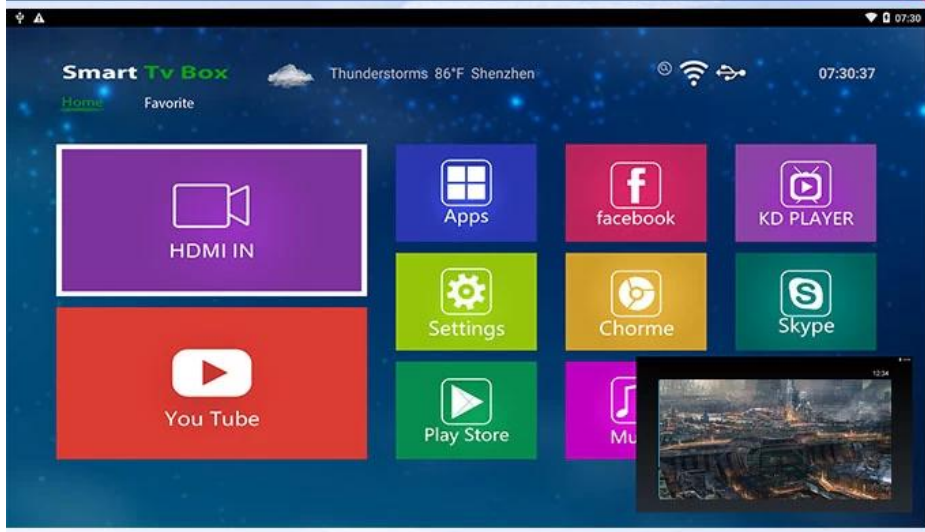 07:30
Smart Tv Box
Thunderstorms 86°F Shenzhen
07:30:37
Home
Favorite
HDMI IN
Apps
facebook
KD PLAYER
Settings
Chorme
Skype
You Tube
Play Store
Mu
12:34